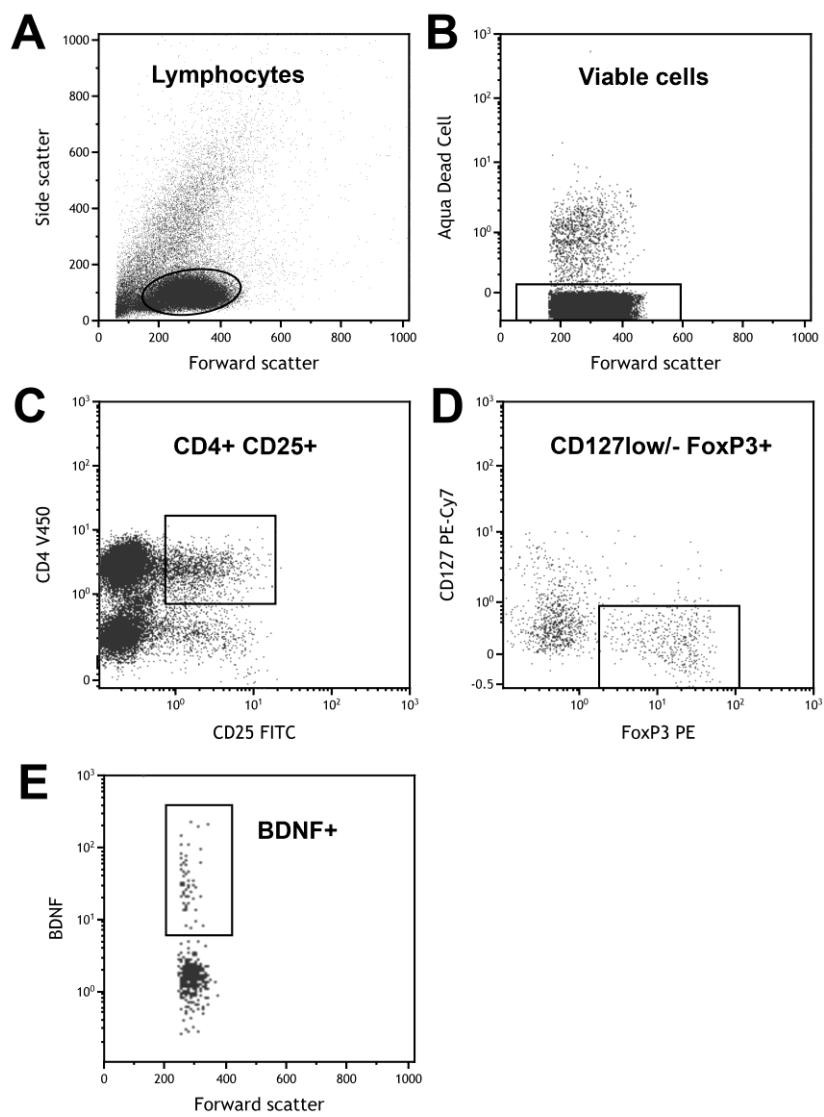 A
Lymphocytes
1000
800
600
400
200
0
Side scatter
0 200 400 600 800 1000
Forward scatter
B
Viable cells
10³
10²
10¹
10⁰
0
Aqua Dead Cell
0 200 400 600 800 1000
Forward scatter
C
CD4+ CD25+
10³
10²
10¹
10⁰
0
CD4 V450
10⁰ 10¹ 10² 10³
CD25 FITC
D
CD127low/- FoxP3+
10³
10²
10¹
10⁰
0
-0.5
CD127 PE-Cy7
10⁰ 10¹ 10² 10³
FoxP3 PE
E
BDNF+
10³
10²
10¹
10⁰
BDNF
0 200 400 600 800 1000
Forward scatter